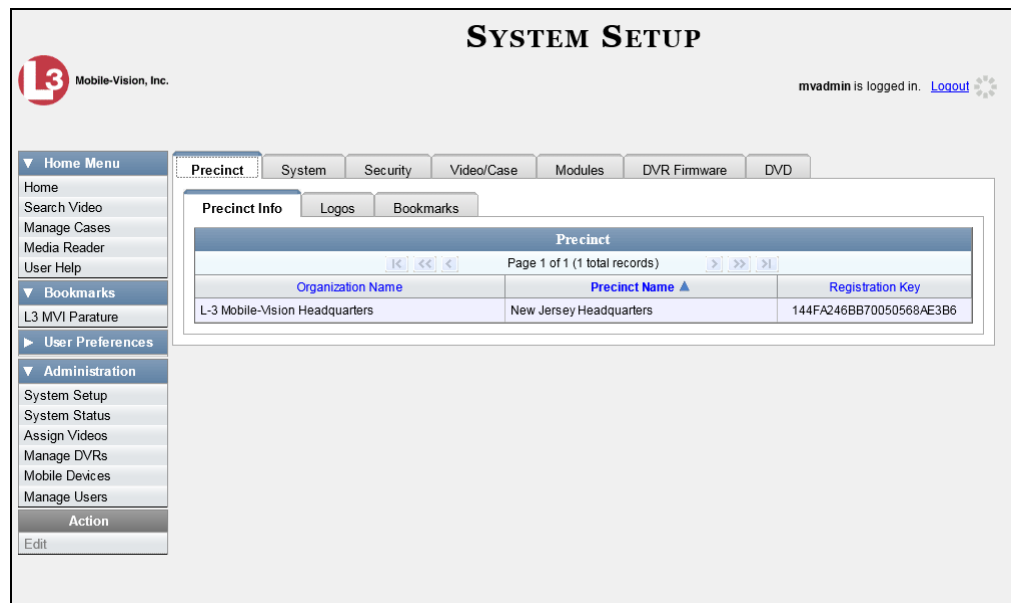 SYSTEM SETUP
L3 Mobile-Vision, Inc.
mvadmin is logged in. Logout
▼ Home Menu
Home
Search Video
Manage Cases
Media Reader
User Help
▼ Bookmarks
L3 MVI Parature
▶ User Preferences
▼ Administration
System Setup
System Status
Assign Videos
Manage DVRs
Mobile Devices
Manage Users
Action
Edit
Precinct System Security Video/Case Modules DVR Firmware DVD
Precinct Info Logos Bookmarks
Precinct
|< << < Page 1 of 1 (1 total records) > >> >|
Organization Name Precinct Name ▲ Registration Key
L-3 Mobile-Vision Headquarters New Jersey Headquarters 144FA246BB70050568AE3B6